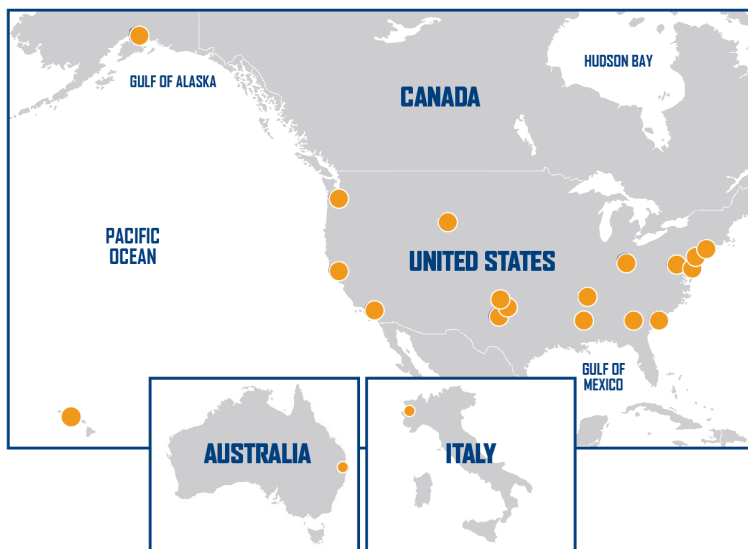 HUDSON BAY
GULF OF ALASKA
CANADA
PACIFIC
OCEAN
UNITED STATES
GULF OF
MEXICO
AUSTRALIA
ITALY